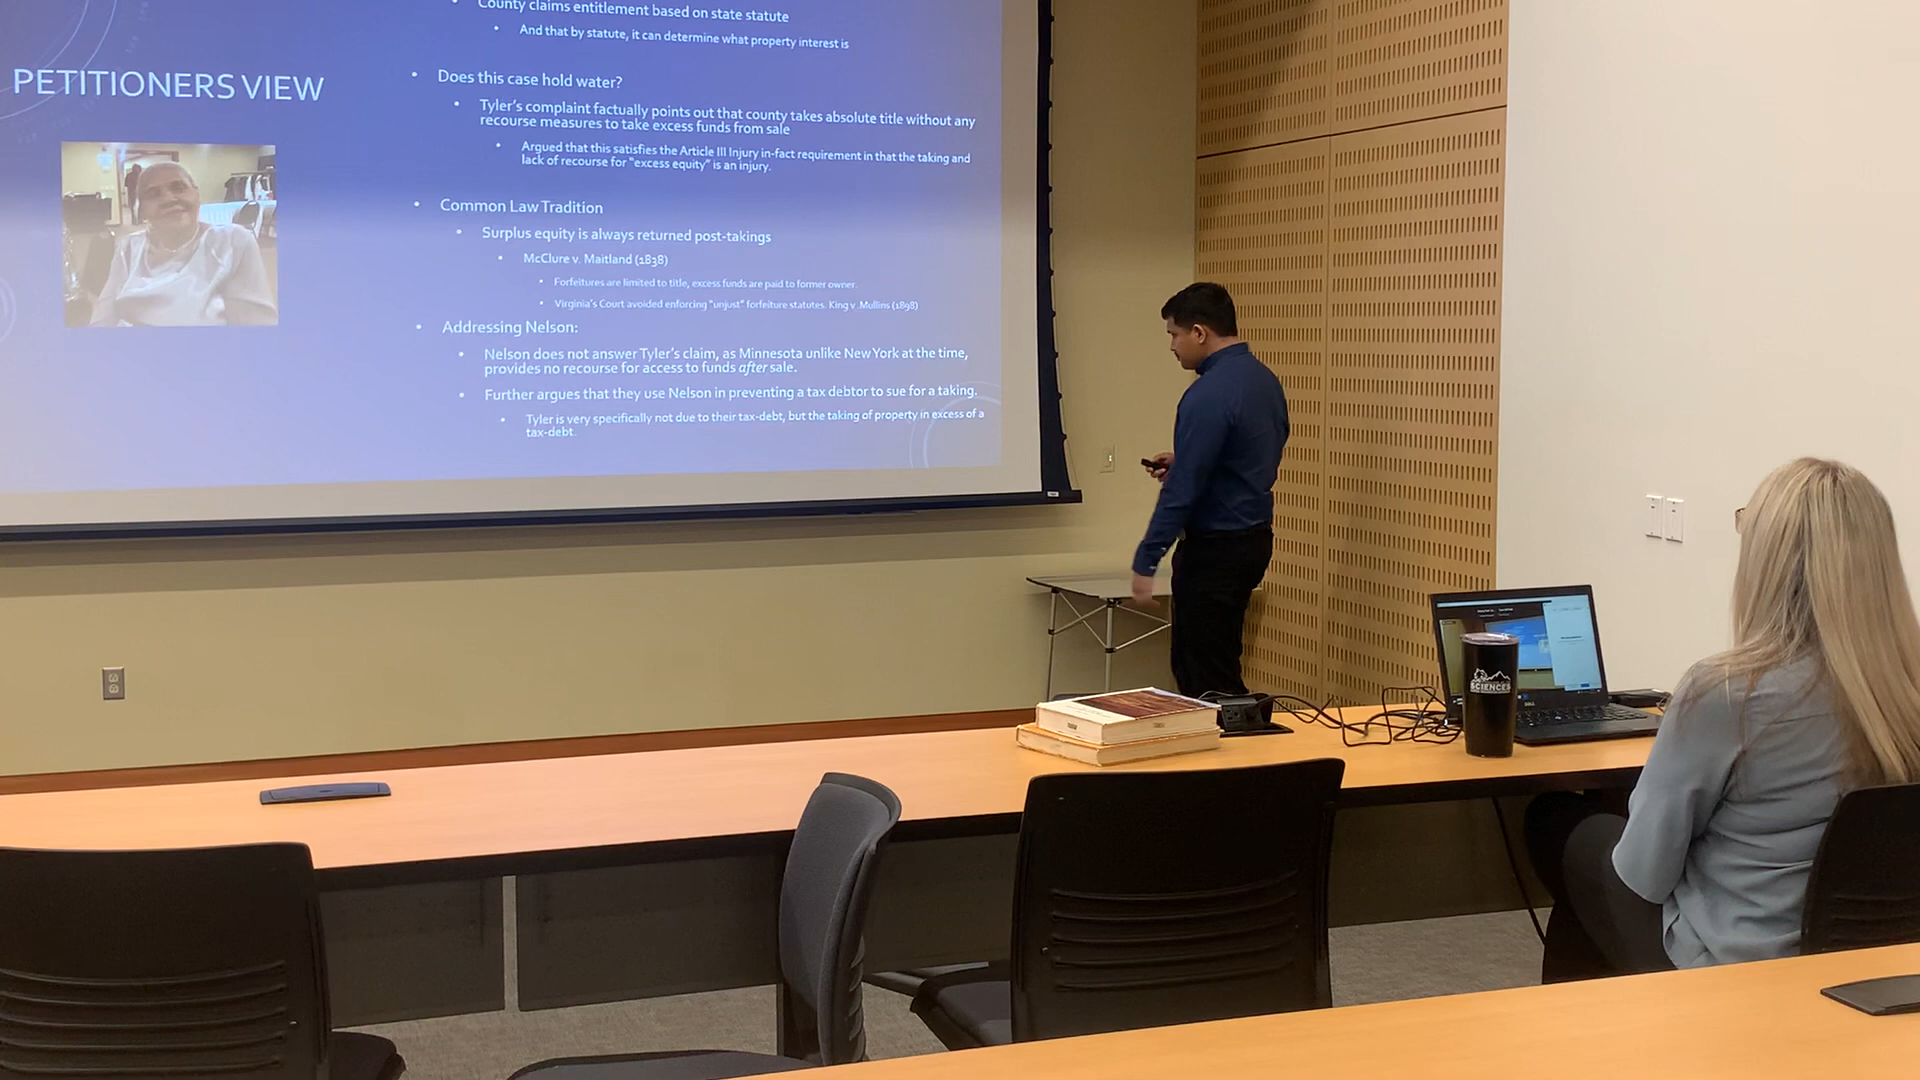 County claims entitlement based on state statute
And that by statute, it can determine what property interest is
PETITIONERS VIEW
Does this case hold water?
Tyler's complaint factually points out that county takes absolute title without any
recourse measures to take excess funds from sale
Argued that this satisfies the Article III Injury in-fact requirement in that the taking and
lack of recourse for "excess equity" is an injury.
Common Law Tradition
Surplus equity is always returned post-takings
McClure v. Maitland (1838)
Forfeitures are limited to title, excess funds are paid to former owner.
Virginia's Court avoided enforcing "unjust" forfeiture statutes. King v .Mullins (1898)
Addressing Nelson:
Nelson does not answer Tyler's claim, as Minnesota unlike New York at the time,
provides no recourse for access to funds after sale.
Further argues that they use Nelson in preventing a tax debtor to sue for a taking.
Tyler is very specifically not due to their tax-debt, but the taking of property in excess of a
tax-debt.
SCIENCES
DELL